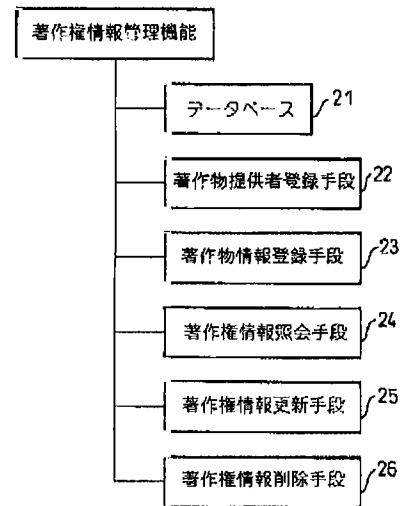 著作権情報管理機能
データベース 21
著作物提供者登録手段 22
著作物情報登録手段 23
著作権情報照会手段 24
著作権情報更新手段 25
著作権情報削除手段 26